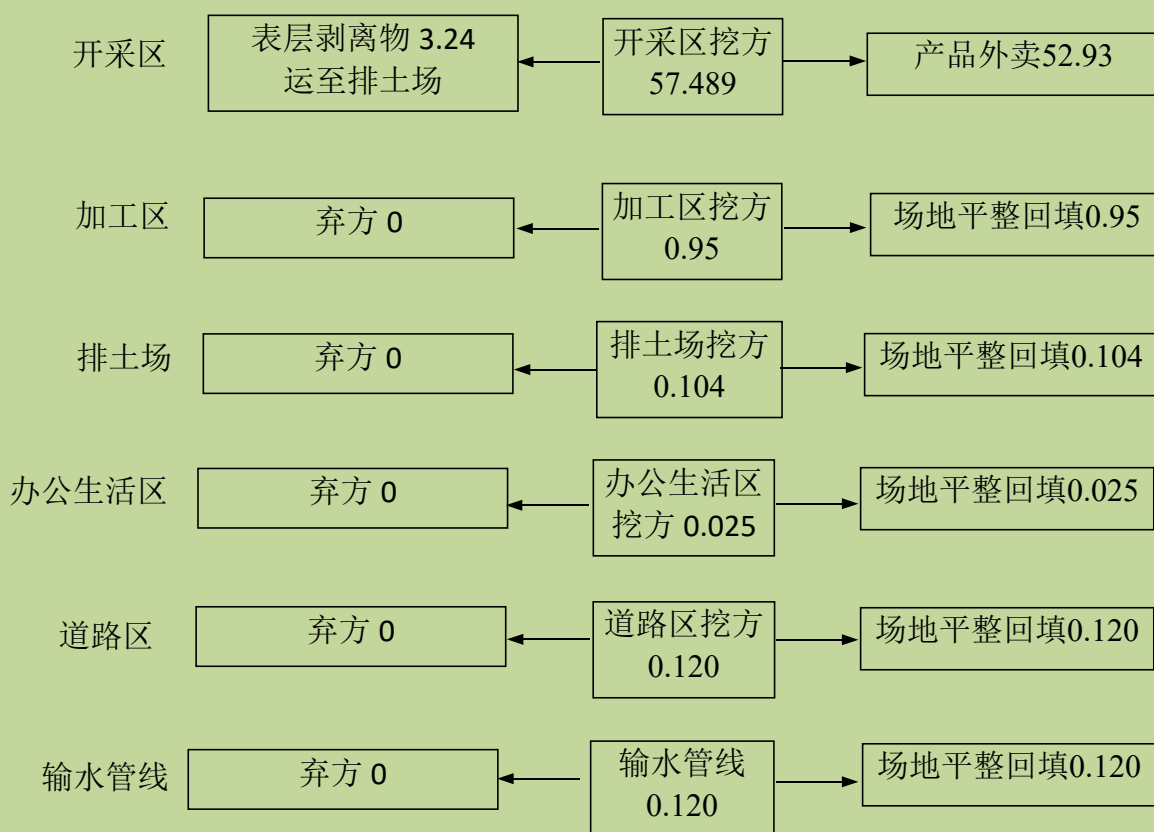 开采区
表层剥离物 3.24
运至排土场
开采区挖方
57.489
产品外卖52.93
加工区
弃方 0
加工区挖方
0.95
场地平整回填0.95
排土场
弃方 0
排土场挖方
0.104
场地平整回填0.104
办公生活区
弃方 0
办公生活区
挖方 0.025
场地平整回填0.025
道路区
弃方 0
道路区挖方
0.120
场地平整回填0.120
输水管线
弃方 0
输水管线
0.120
场地平整回填0.120